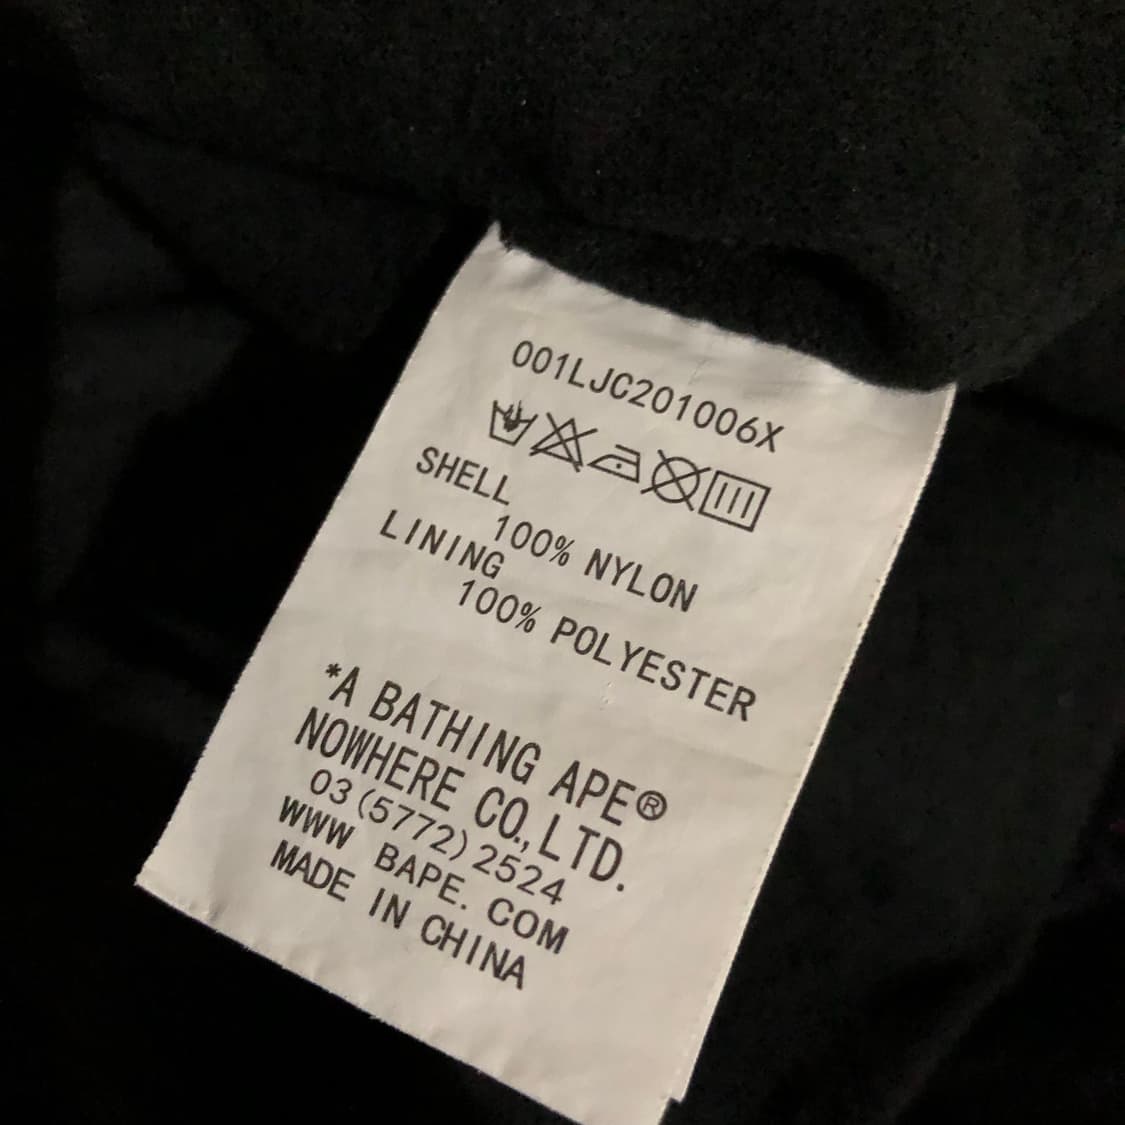 001LJC201006X
SHELL
100% NYLON
LINING
100% POLYESTER
*A BATHING APE®
NOWHERE CO.,LTD.
03(5772)2524
WWW BAPE. COM
MADE IN CHINA